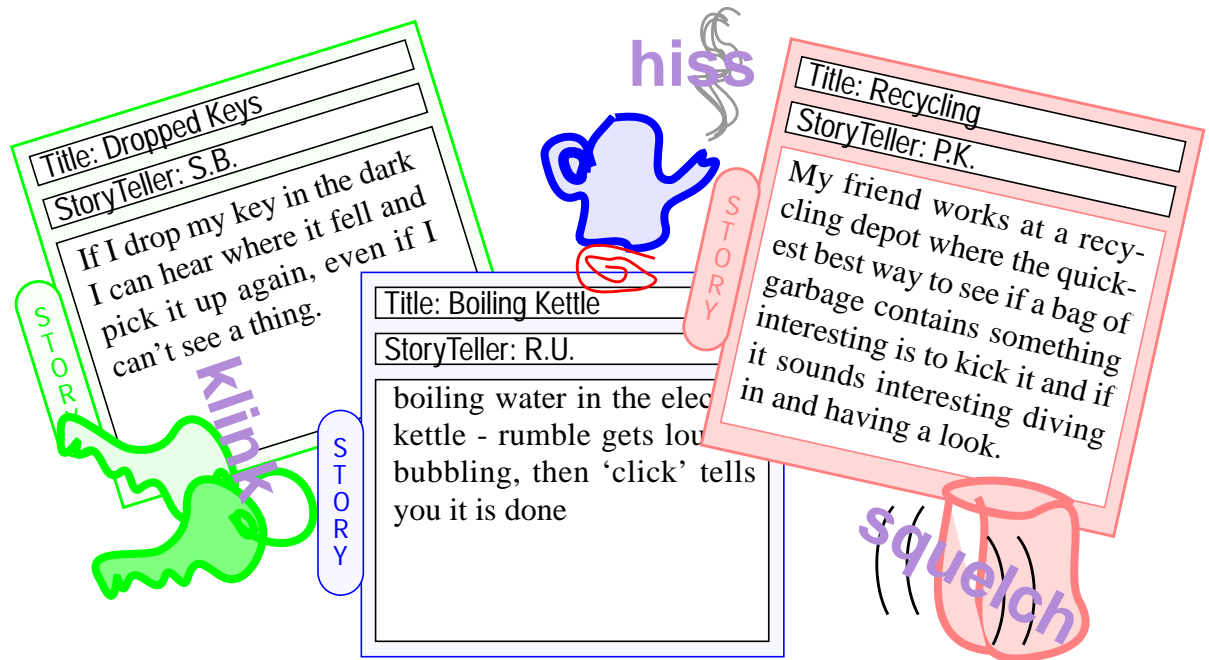 Title: Dropped Keys
StoryTeller: S.B.
If I drop my key in the dark
I can hear where it fell and
pick it up again, even if I
can’t see a thing.
STORY
klink
hiss
Title: Boiling Kettle
StoryTeller: R.U.
boiling water in the
kettle - rumble gets
bubbling, then ‘click’ tells
you it is done
STORY
Title: Recycling
StoryTeller: P.K.
My friend works at a recy-
cling depot where the quick-
est best way to see if a bag of
garbage contains something
interesting is to kick it and if
it sounds interesting diving
in and having a look.
STORY
squelch